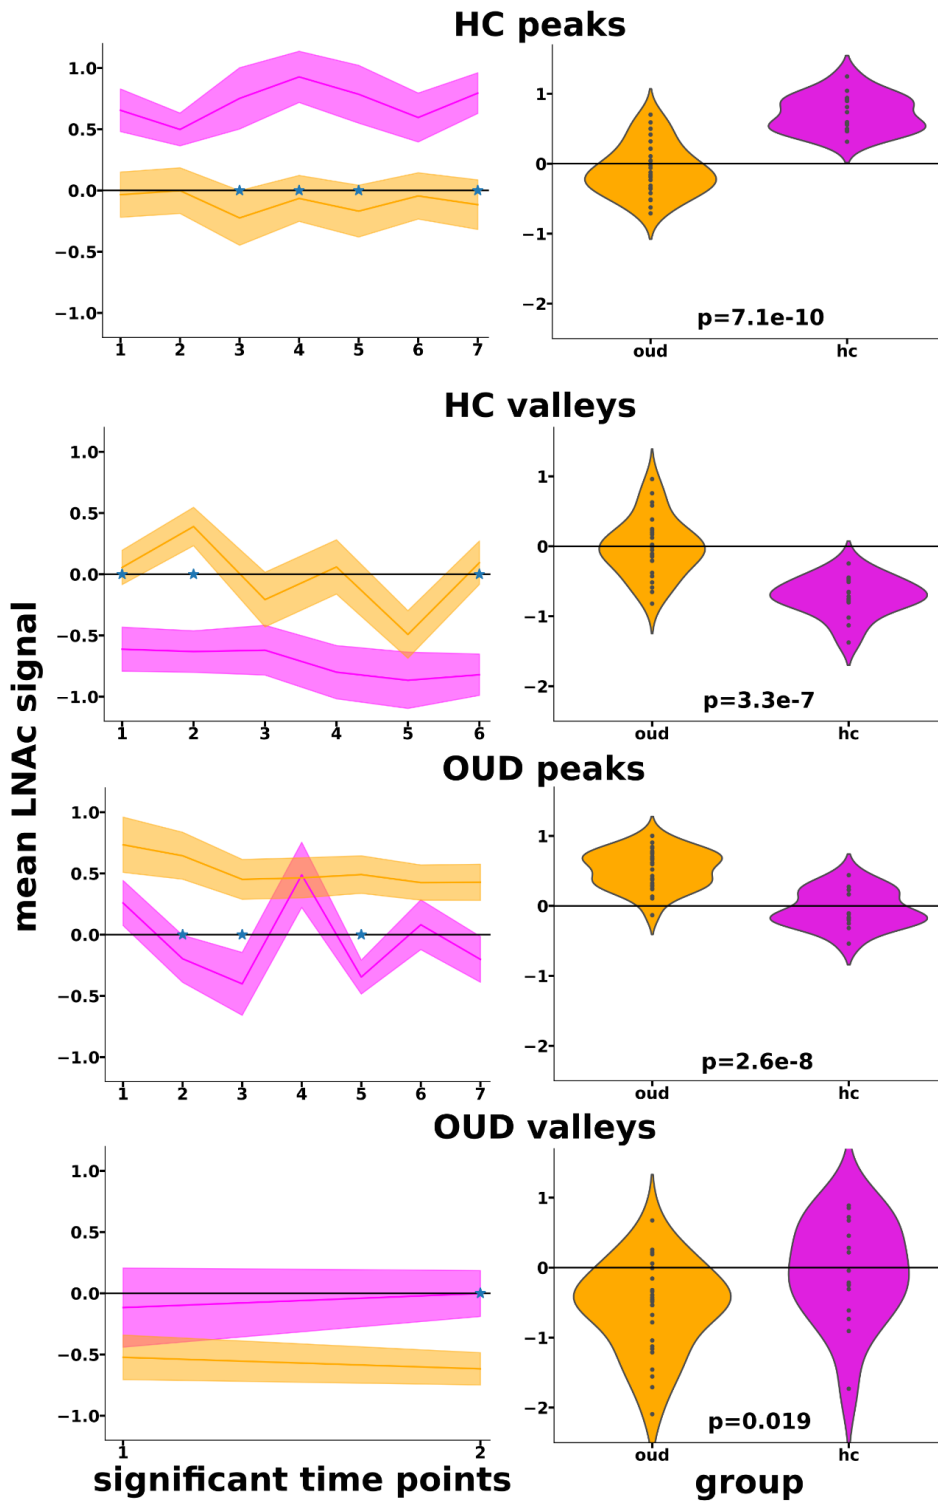 HC peaks
1.0
0.5
0.0
−0.5
−1.0
1 2 3 4 5 6 7
1
0
−1
−2
p=7.1e-10
oud hc
HC valleys
1.0
0.5
0.0
−0.5
−1.0
1 2 3 4 5 6
1
0
−1
−2
p=3.3e-7
oud hc
mean LNAc signal
OUD peaks
1.0
0.5
0.0
−0.5
−1.0
1 2 3 4 5 6 7
1
0
−1
−2
p=2.6e-8
oud hc
OUD valleys
1.0
0.5
0.0
−0.5
−1.0
1 2
significant time points
1
0
−1
−2
p=0.019
oud hc
group